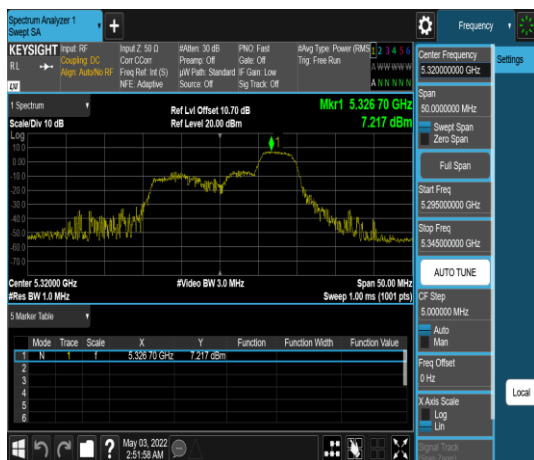 Spectrum Analyzer 1
Swept SA
Frequency
KEYSIGHT
RL
Input: RF
Coupling: DC
Align: Auto/No RF
Input Z: 50 Ω
Corr CCorr
Freq Ref: Int (S)
NFE: Adaptive
#Atten: 30 dB
Preamp: Off
µW Path: Standard
Source: Off
PNO: Fast
Gate: Off
IF Gain: Low
Sig Track: Off
#Avg Type: Power (RMS
Trig: Free Run
1 2 3 4 5 6
A W W W W W
A N N N N N
LXI
1 Spectrum
Scale/Div 10 dB
Ref Lvl Offset 10.70 dB
Ref Level 20.00 dBm
Mkr1 5.326 70 GHz
7.217 dBm
Log
10.0
0.00
-10.0
-20.0
-30.0
-40.0
-50.0
-60.0
-70.0
1
Center 5.32000 GHz
#Res BW 1.0 MHz
#Video BW 3.0 MHz
Span 50.00 MHz
Sweep 1.00 ms (1001 pts)
5 Marker Table
Mode Trace Scale X Y Function Function Width Function Value
1 N 1 f 5.326 70 GHz 7.217 dBm
2
3
4
5
6
May 03, 2022
2:51:58 AM
Center Frequency
5.320000000 GHz
Settings
Span
50.0000000 MHz
Swept Span
Zero Span
Full Span
Start Freq
5.295000000 GHz
Stop Freq
5.345000000 GHz
AUTO TUNE
CF Step
5.000000 MHz
Auto
Man
Freq Offset
0 Hz
X Axis Scale
Log
Lin
Local
Signal Track
(Span Zoom)